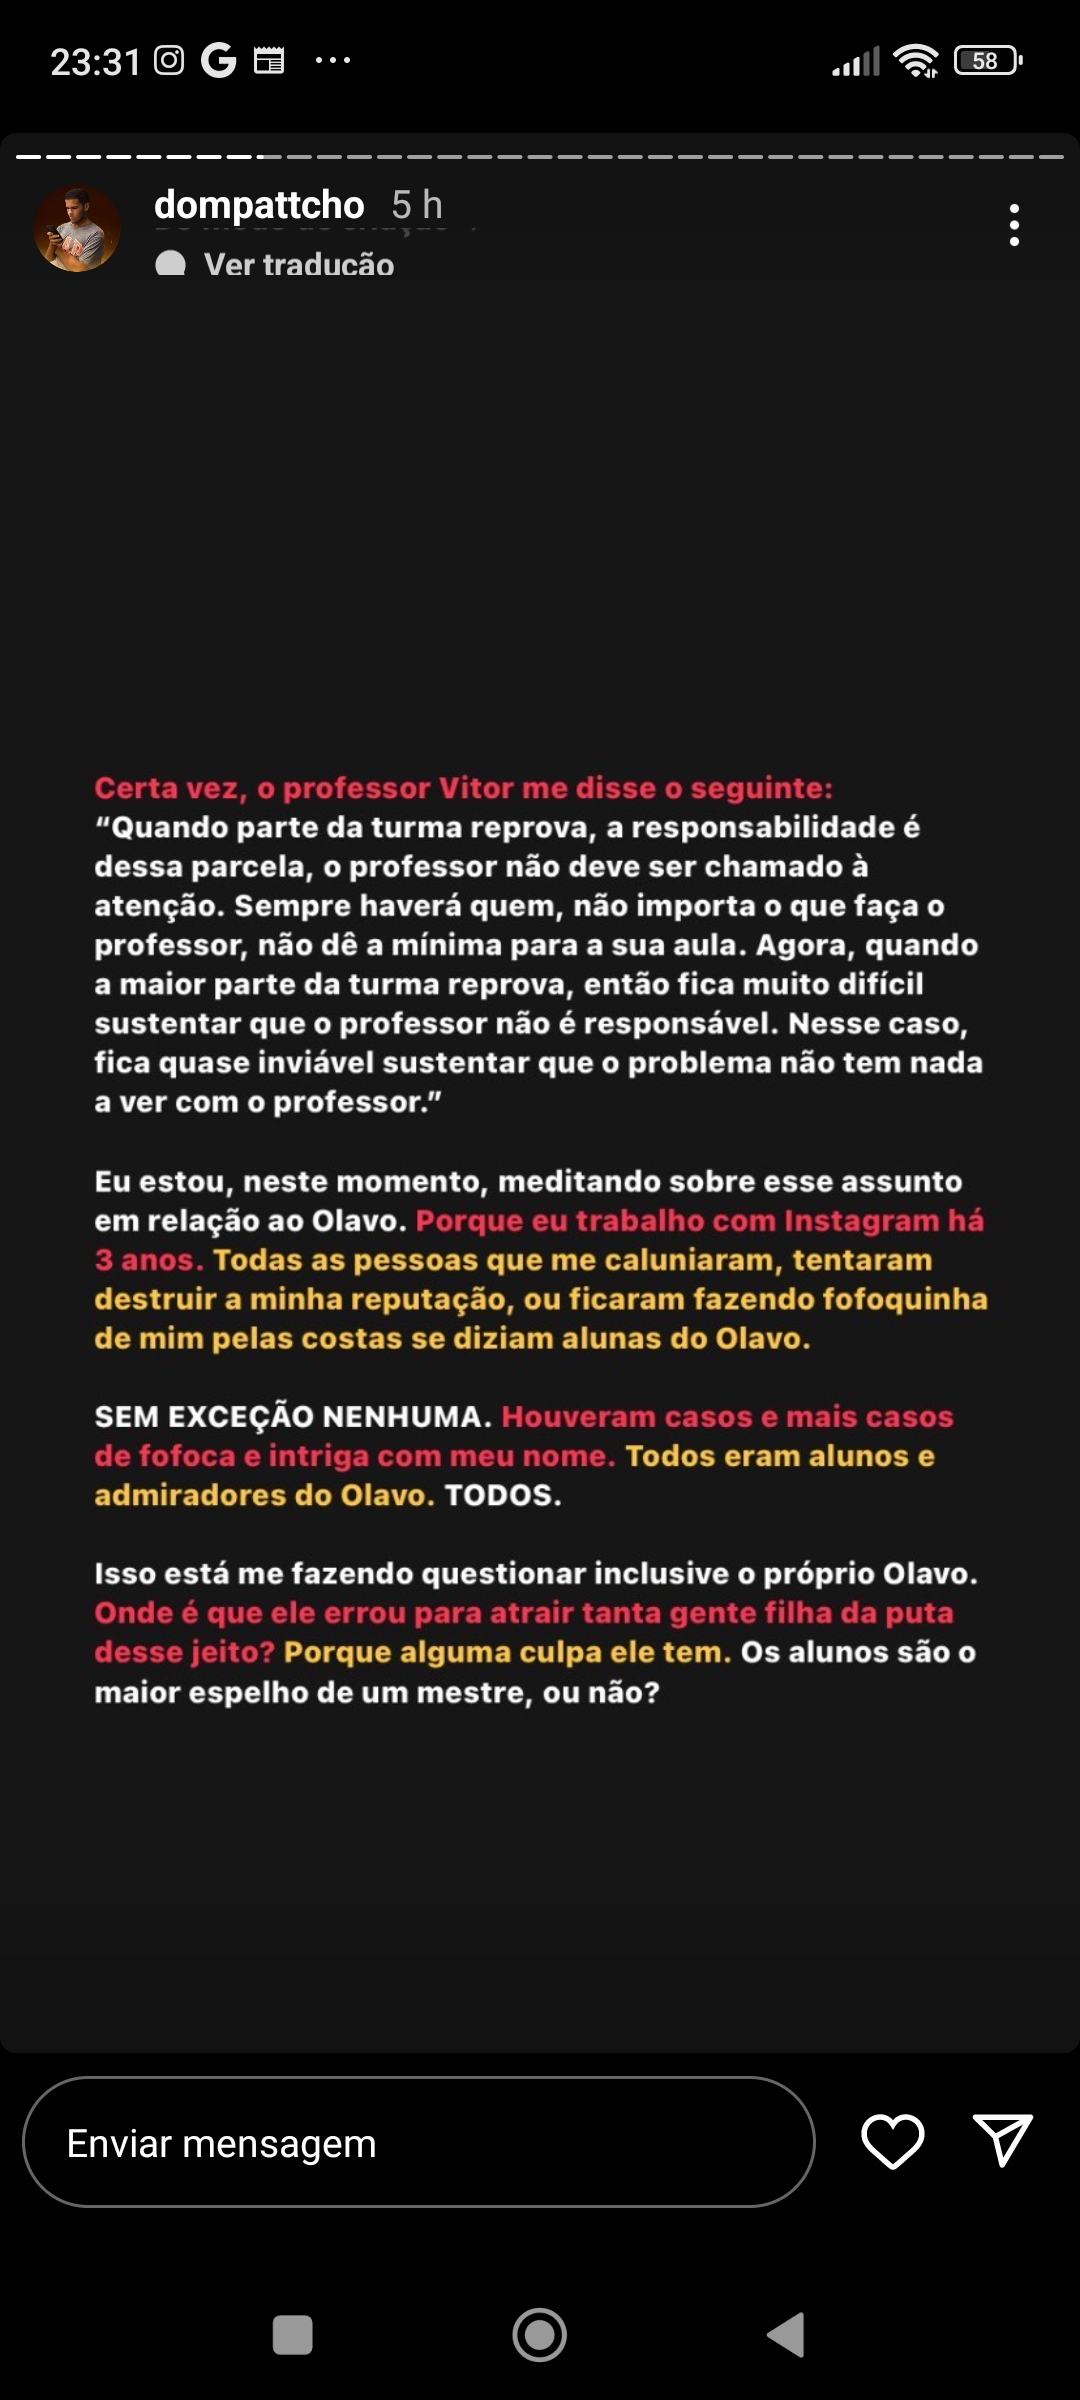 23:31
58
dompattcho 5 h
Ver tradução
Certa vez, o professor Vitor me disse o seguinte:
“Quando parte da turma reprova, a responsabilidade é
dessa parcela, o professor não deve ser chamado à
atenção. Sempre haverá quem, não importa o que faça o
professor, não dê a mínima para a sua aula. Agora, quando
a maior parte da turma reprova, então fica muito difícil
sustentar que o professor não é responsável. Nesse caso,
fica quase inviável sustentar que o problema não tem nada
a ver com o professor.”
Eu estou, neste momento, meditando sobre esse assunto
em relação ao Olavo. Porque eu trabalho com Instagram há
3 anos. Todas as pessoas que me caluniaram, tentaram
destruir a minha reputação, ou ficaram fazendo fofoquinha
de mim pelas costas se diziam alunas do Olavo.
SEM EXCEÇÃO NENHUMA. Houveram casos e mais casos
de fofoca e intriga com meu nome. Todos eram alunos e
admiradores do Olavo. TODOS.
Isso está me fazendo questionar inclusive o próprio Olavo.
Onde é que ele errou para atrair tanta gente filha da puta
desse jeito? Porque alguma culpa ele tem. Os alunos são o
maior espelho de um mestre, ou não?
Enviar mensagem